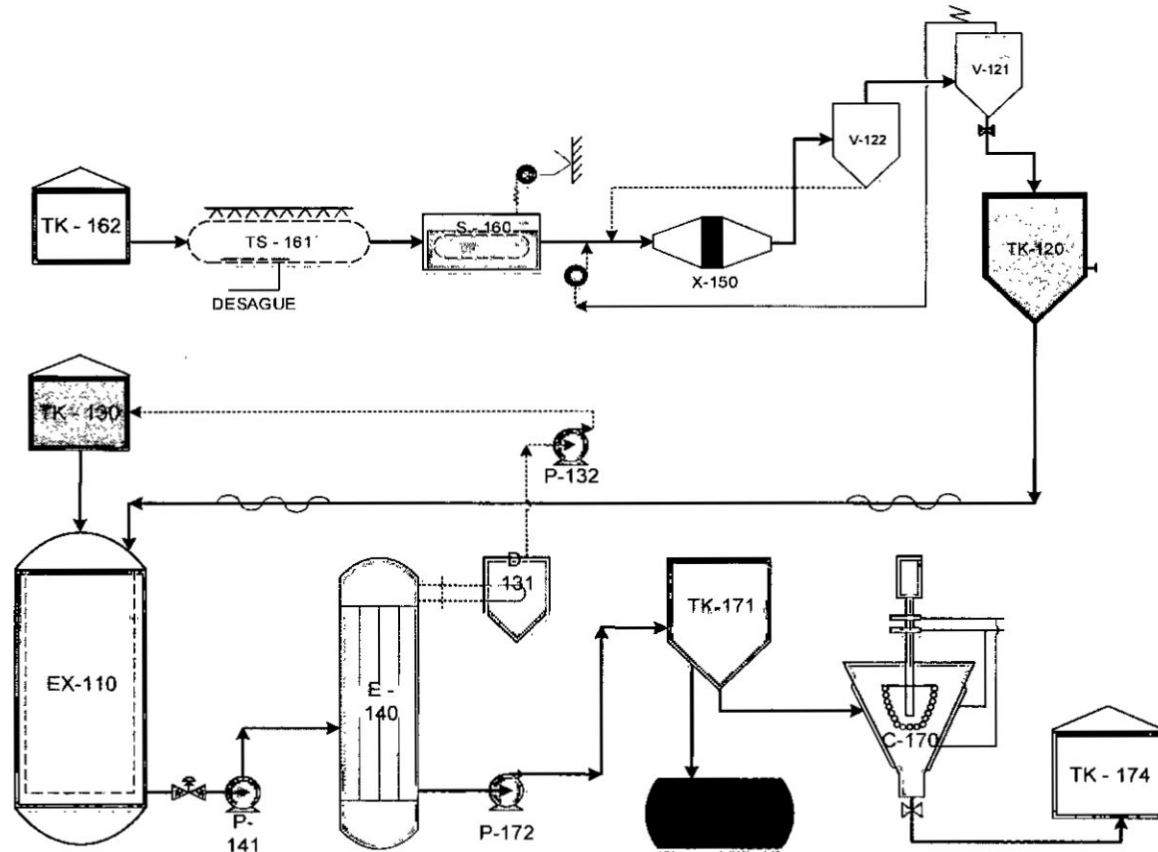 V-121
V-122
TK - 162
TS - 161
S - 160
TK-120
X-150
DESAGUE
TK - 130
P-132
D
131
TK-171
EX-110
E -
140
C-170
TK - 174
P-
141
P-172